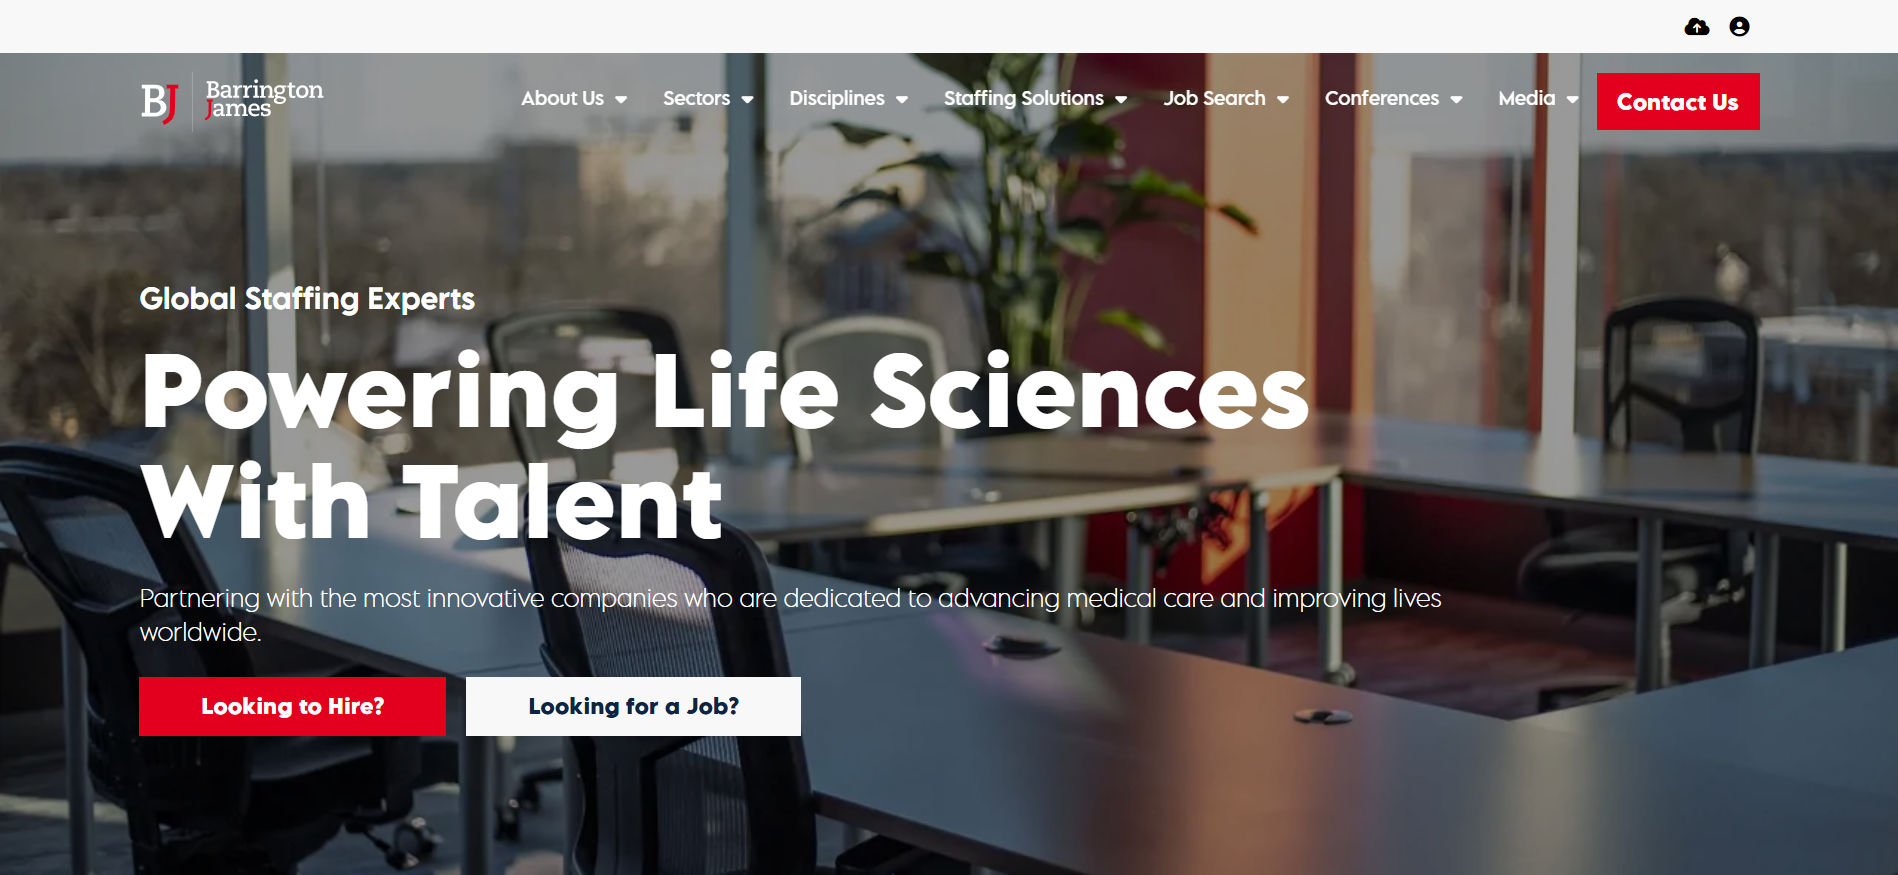 BJ
Barrington
James
About Us
Sectors
Disciplines
Staffing Solutions
Job Search
Conferences
Media
Contact Us
Global Staffing Experts
Powering Life Sciences
With Talent
Partnering with the most innovative companies who are dedicated to advancing medical care and improving lives
worldwide.
Looking to Hire?
Looking for a Job?